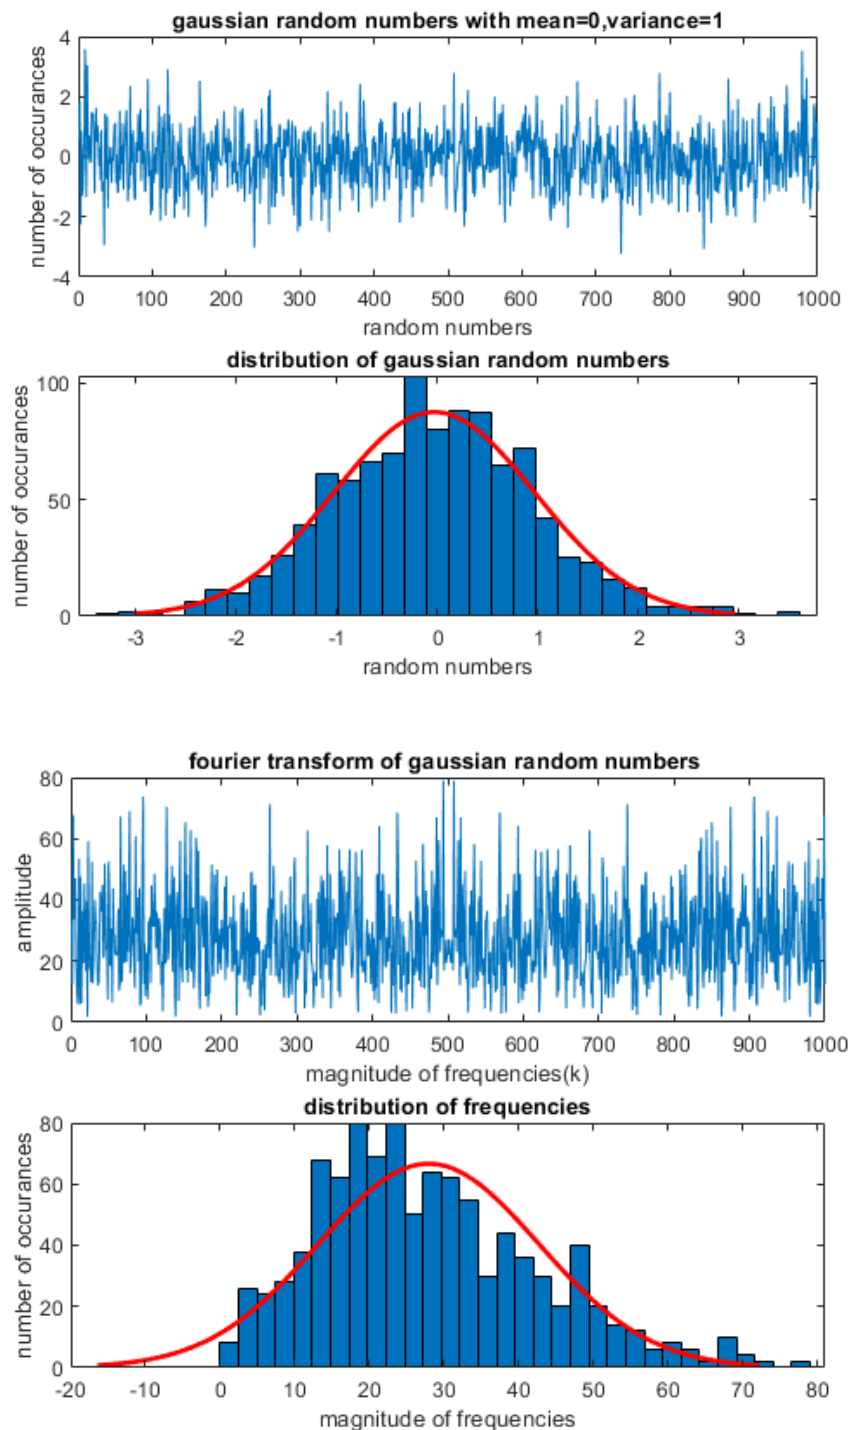 gaussian random numbers with mean=0,variance=1
number of occurances
4
2
0
-2
-4
0 100 200 300 400 500 600 700 800 900 1000
random numbers
distribution of gaussian random numbers
number of occurances
100
50
0
-3 -2 -1 0 1 2 3
random numbers
fourier transform of gaussian random numbers
amplitude
80
60
40
20
0
0 100 200 300 400 500 600 700 800 900 1000
magnitude of frequencies(k)
distribution of frequencies
number of occurances
80
60
40
20
0
-20 -10 0 10 20 30 40 50 60 70 80
magnitude of frequencies